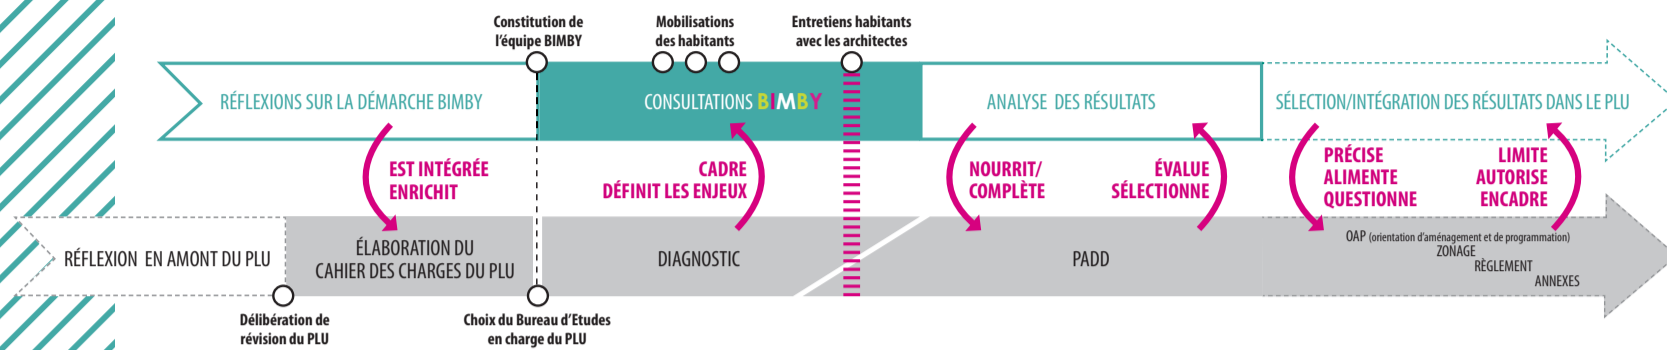 Constitution de
l'équipe BIMBY
Mobilisations
des habitants
Entretiens habitants
avec les architectes
RÉFLEXIONS SUR LA DÉMARCHE BIMBY
CONSULTATIONS BIMBY
ANALYSE DES RÉSULTATS
SÉLECTION/INTÉGRATION DES RÉSULTATS DANS LE PLU
EST INTÉGRÉE
ENRICHIT
CADRE
DÉFINIT LES ENJEUX
NOURRIT/
COMPLÈTE
ÉVALUE
SÉLECTIONNE
PRÉCISE
ALIMENTE
QUESTIONNE
LIMITE
AUTORISE
ENCADRE
RÉFLEXION EN AMONT DU PLU
ÉLABORATION DU
CAHIER DES CHARGES DU PLU
DIAGNOSTIC
PADD
OAP (orientation d'aménagement et de programmation)
ZONAGE
RÈGLEMENT
ANNEXES
Délibération de
révision du PLU
Choix du Bureau d'Etudes
en charge du PLU